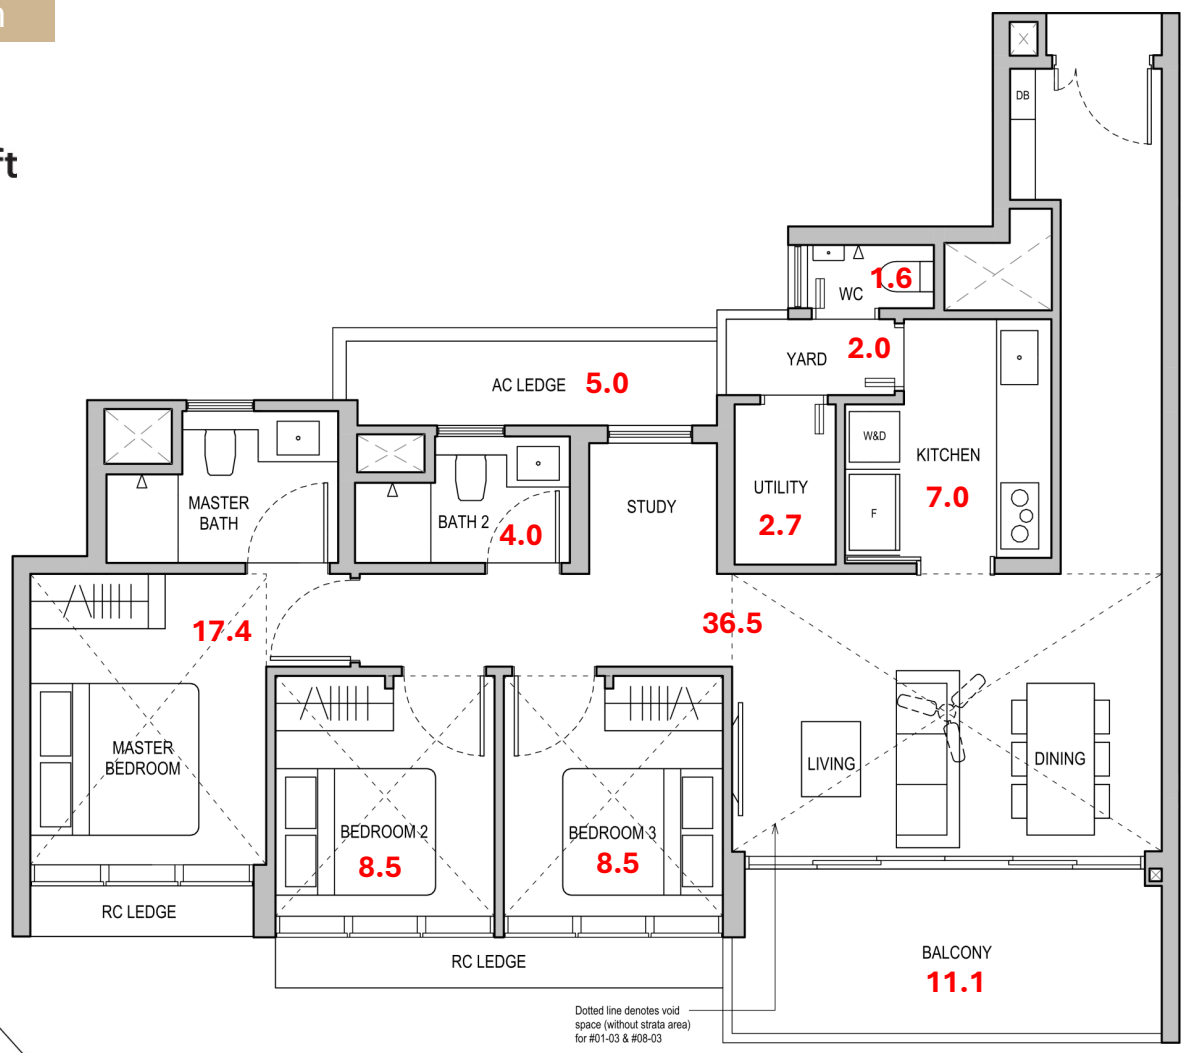 ft
DB
WC
1.6
YARD
2.0
AC LEDGE 5.0
W&D
KITCHEN
7.0
F
UTILITY
2.7
STUDY
MASTER
BATH
BATH 2
4.0
17.4
36.5
MASTER
BEDROOM
BEDROOM 2
8.5
BEDROOM 3
8.5
LIVING
DINING
RC LEDGE
RC LEDGE
BALCONY
11.1
Dotted line denotes void
space (without strata area)
for #01-03 & #08-03